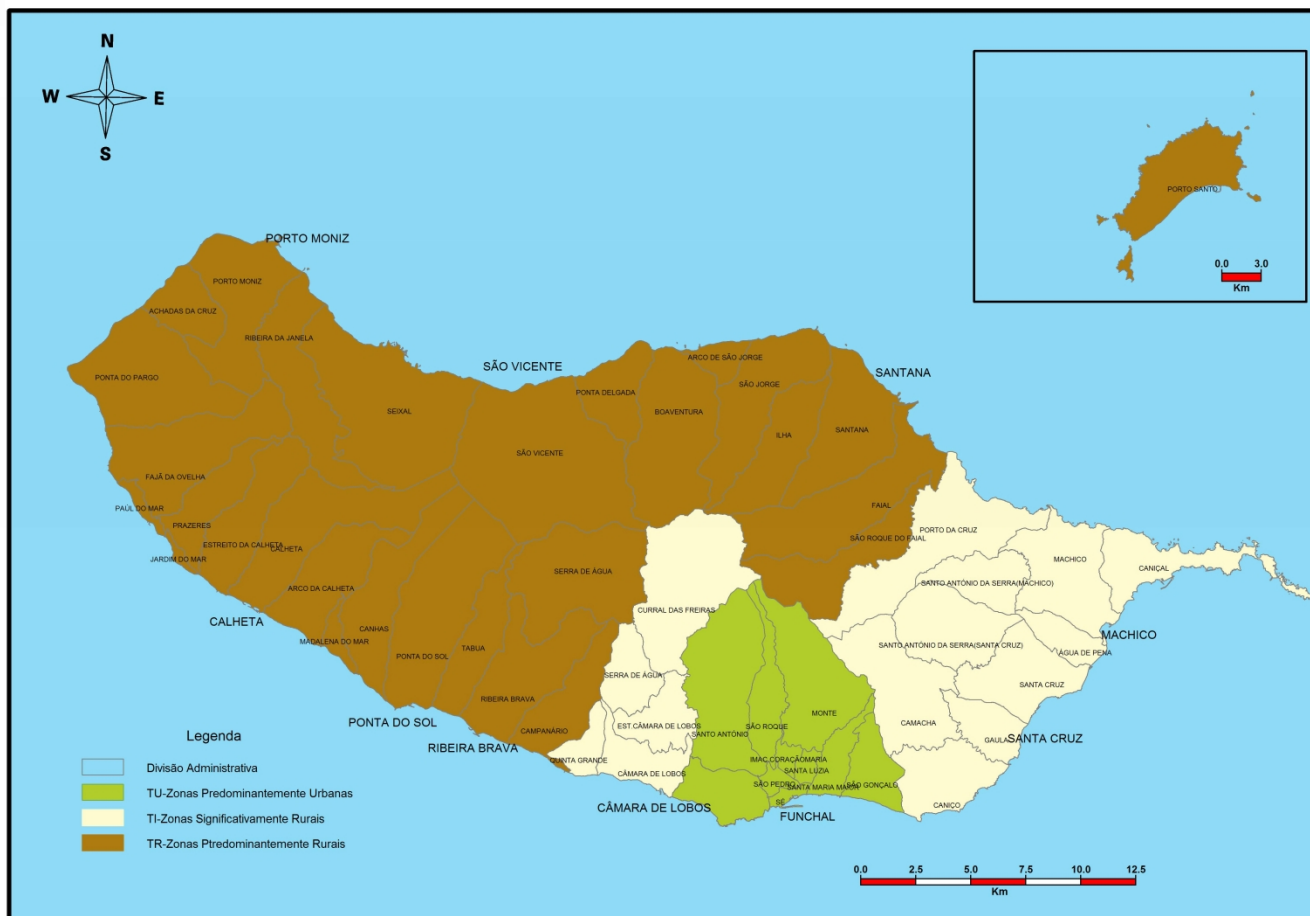 N
W
E
S
PORTO SANTO
0.0 3.0
Km
PORTO MONIZ
PORTO MONIZ
ACHADAS DA CRUZ
RIBEIRA DA JANELA
PONTA DO PARGO
SEIXAL
SÃO VICENTE
PONTA DELGADA
BOAVENTURA
ARCO DE SÃO JORGE
SÃO JORGE
SANTANA
ILHA
SANTANA
SÃO VICENTE
FAJÃ DA OVELHA
PAÚL DO MAR
PRAZERES
ESTREITO DA CALHETA
CALHETA
JARDIM DO MAR
ARCO DA CALHETA
CALHETA
MADALENA DO MAR
CANHAS
PONTA DO SOL
TABUA
SERRA DE ÁGUA
RIBEIRA BRAVA
CAMPANÁRIO
PONTA DO SOL
RIBEIRA BRAVA
FAIAL
SÃO ROQUE DO FAIAL
PORTO DA CRUZ
MACHICO
CANIÇAL
SANTO ANTÓNIO DA SERRA(MACHICO)
MACHICO
SANTO ANTÓNIO DA SERRA(SANTA CRUZ)
ÁGUA DE PENA
SANTA CRUZ
CAMACHA
GAULA
SANTA CRUZ
CANIÇO
CURRAL DAS FREIRAS
SERRA DE ÁGUA
EST.CÂMARA DE LOBOS
QUINTA GRANDE
CÂMARA DE LOBOS
CÂMARA DE LOBOS
SANTO ANTÓNIO
SÃO ROQUE
MONTE
IMAC.CORAÇÃOMARIA
SANTA LUZIA
SÃO PEDRO
SANTA MARIA MAIOR
SÃO GONÇALO
SÉ
FUNCHAL
Legenda
Divisão Administrativa
TU-Zonas Predominantemente Urbanas
TI-Zonas Significativamente Rurais
TR-Zonas Ptredominantemente Rurais
0.0 2.5 5.0 7.5 10.0 12.5
Km